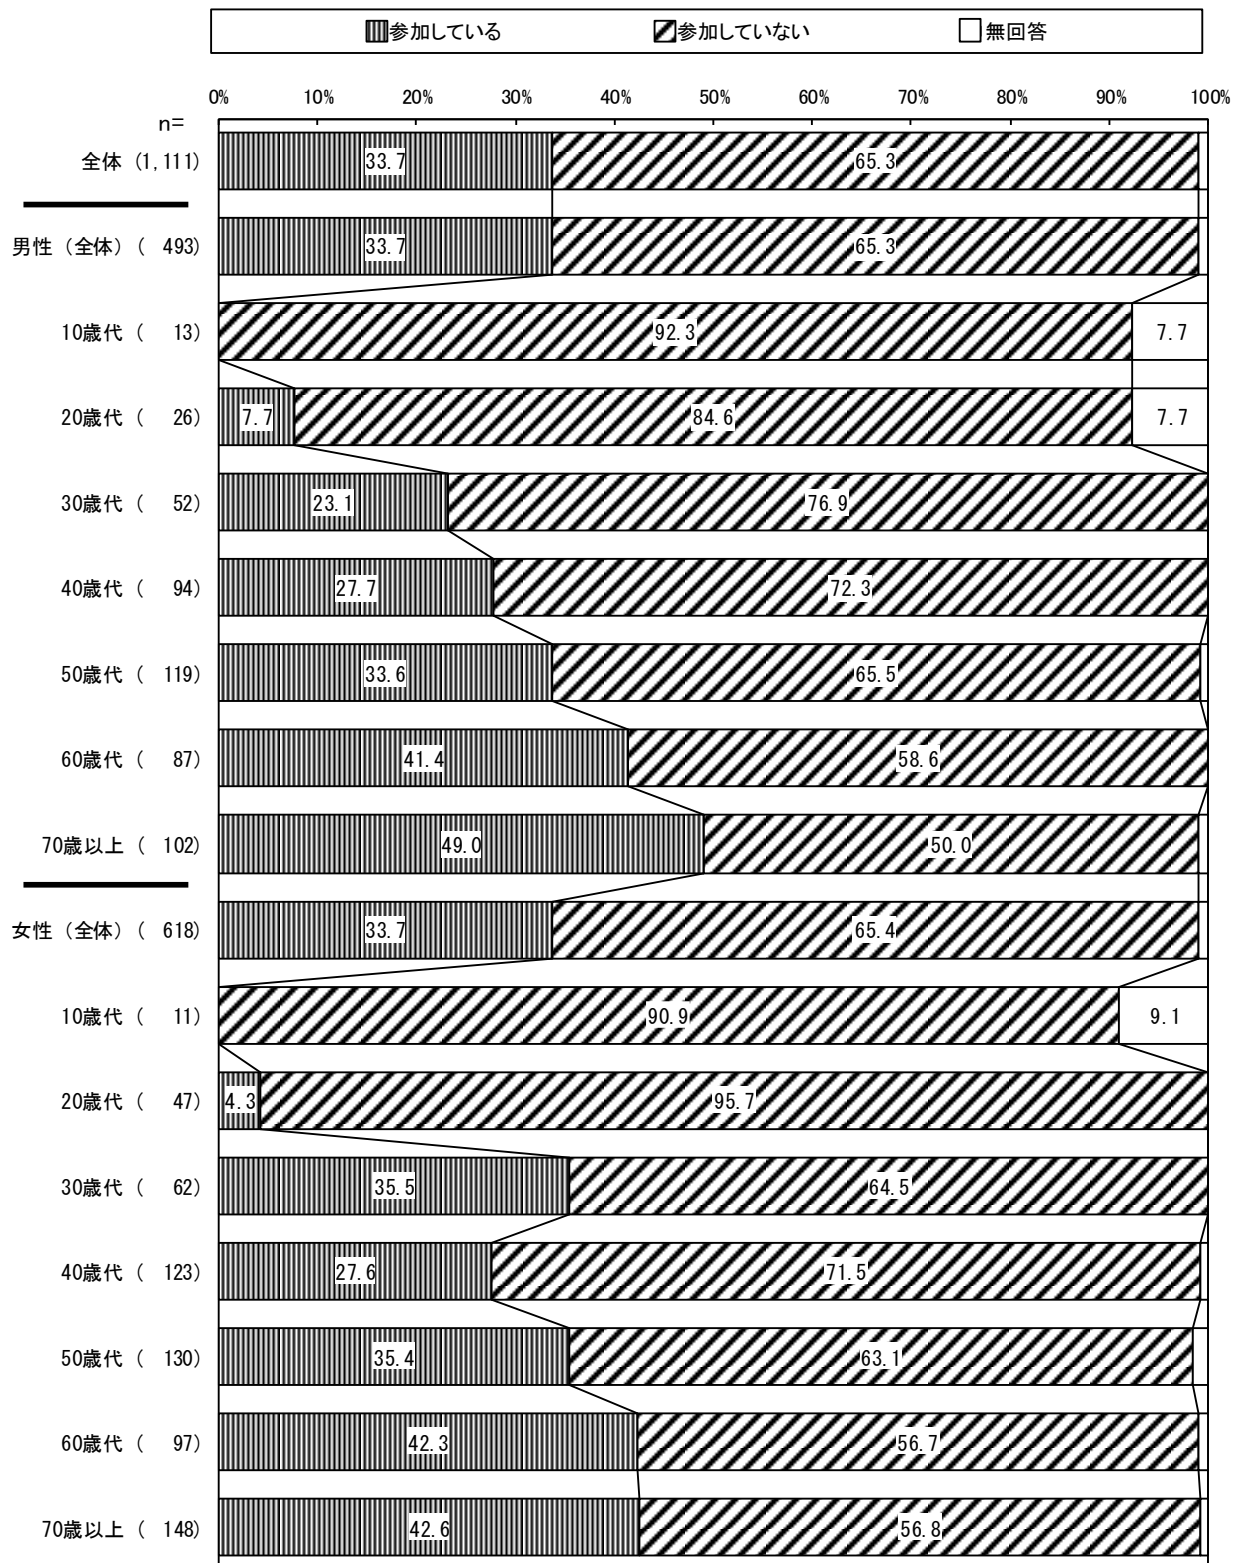 参加している 参加していない 無回答
0% 10% 20% 30% 40% 50% 60% 70% 80% 90% 100%
n=
全体 (1,111) 33.7 65.3
男性（全体）( 493) 33.7 65.3
10歳代 ( 13) 92.3 7.7
20歳代 ( 26) 7.7 84.6 7.7
30歳代 ( 52) 23.1 76.9
40歳代 ( 94) 27.7 72.3
50歳代 ( 119) 33.6 65.5
60歳代 ( 87) 41.4 58.6
70歳以上 ( 102) 49.0 50.0
女性（全体）( 618) 33.7 65.4
10歳代 ( 11) 90.9 9.1
20歳代 ( 47) 4.3 95.7
30歳代 ( 62) 35.5 64.5
40歳代 ( 123) 27.6 71.5
50歳代 ( 130) 35.4 63.1
60歳代 ( 97) 42.3 56.7
70歳以上 ( 148) 42.6 56.8